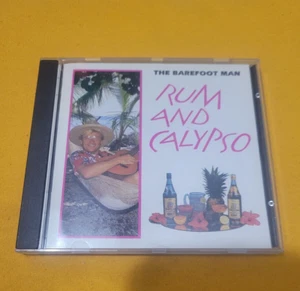 THE BAREFOOT MAN
RUM
AND
CALYPSO